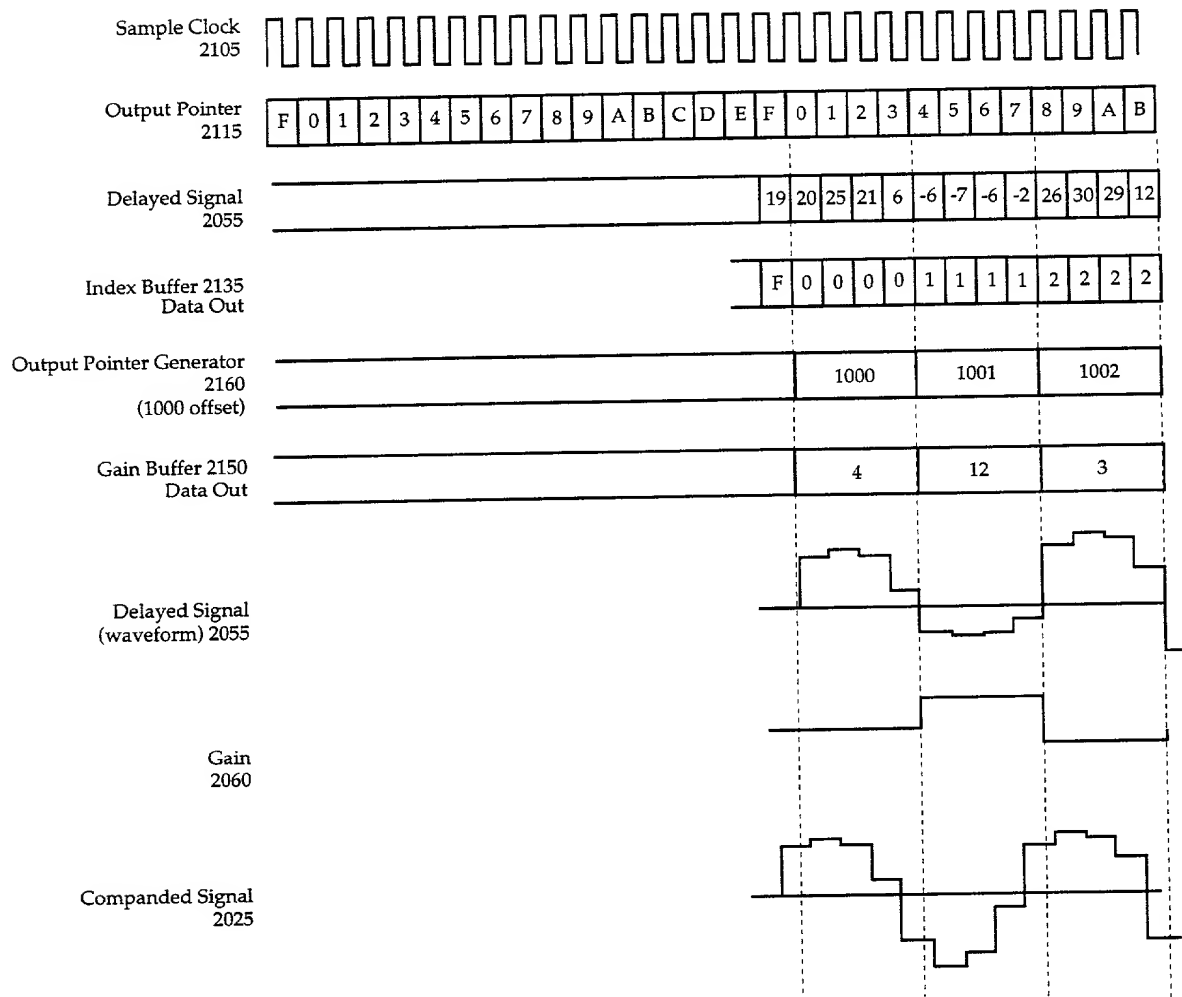 Sample Clock
2105
Output Pointer
2115
F 0 1 2 3 4 5 6 7 8 9 A B C D E F 0 1 2 3 4 5 6 7 8 9 A B
Delayed Signal
2055
19 20 25 21 6 -6 -7 -6 -2 26 30 29 12
Index Buffer 2135
Data Out
F 0 0 0 0 1 1 1 1 2 2 2 2
Output Pointer Generator
2160
(1000 offset)
1000 1001 1002
Gain Buffer 2150
Data Out
4 12 3
Delayed Signal
(waveform) 2055
Gain
2060
Companded Signal
2025